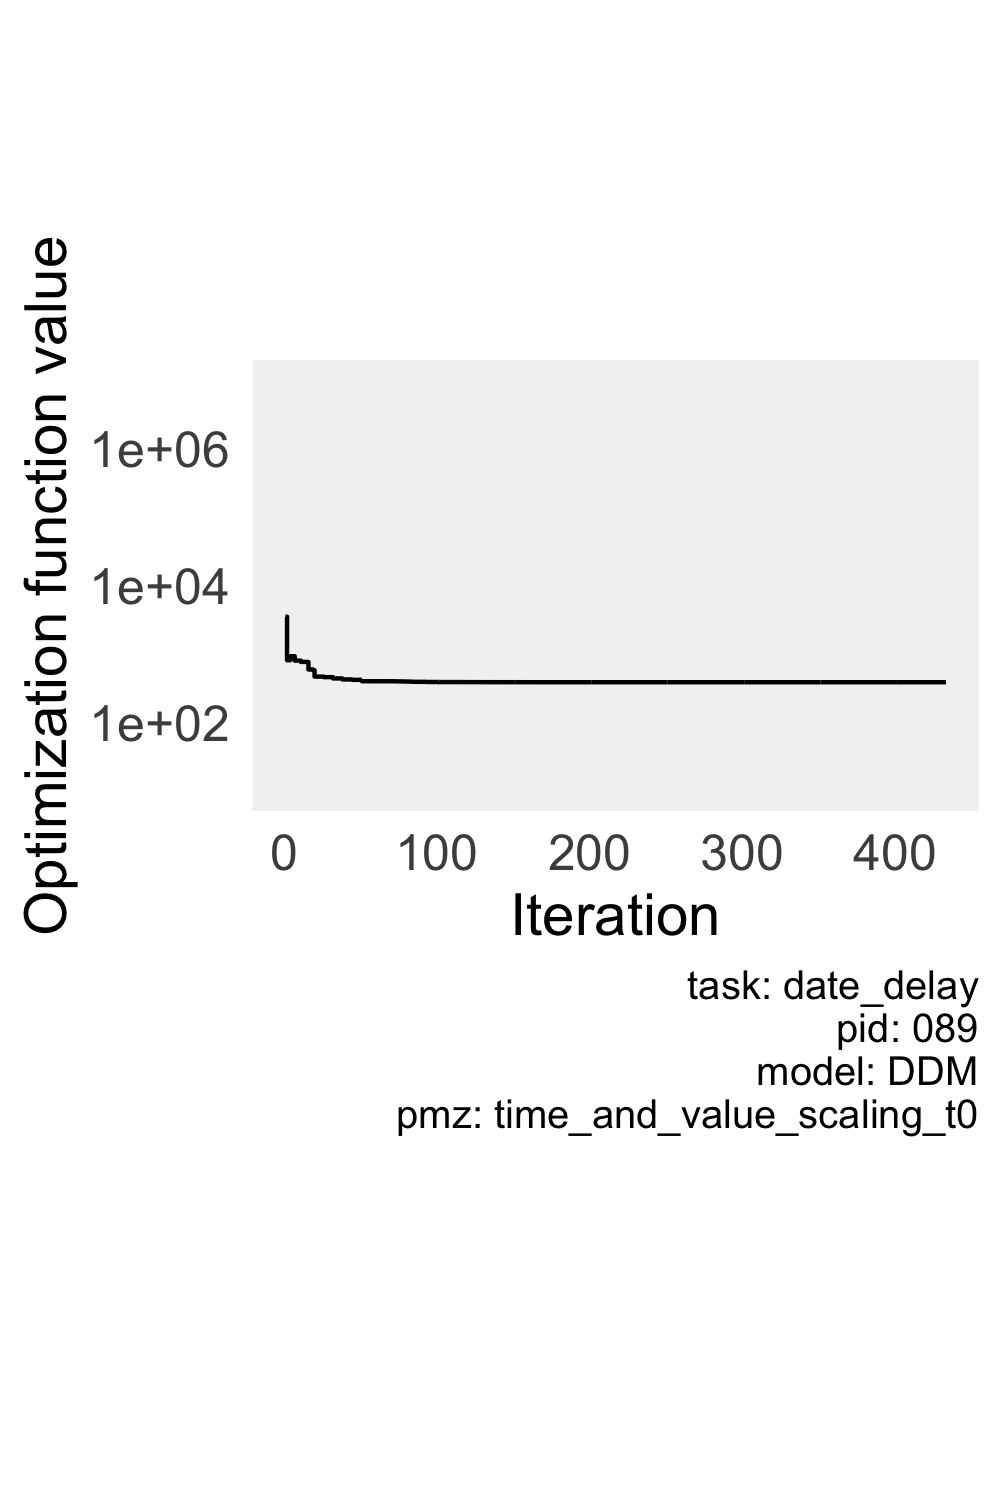 Optimization function value
1e+06
1e+04
1e+02
0 100 200 300 400
Iteration
task: date_delay
pid: 089
model: DDM
pmz: time_and_value_scaling_t0